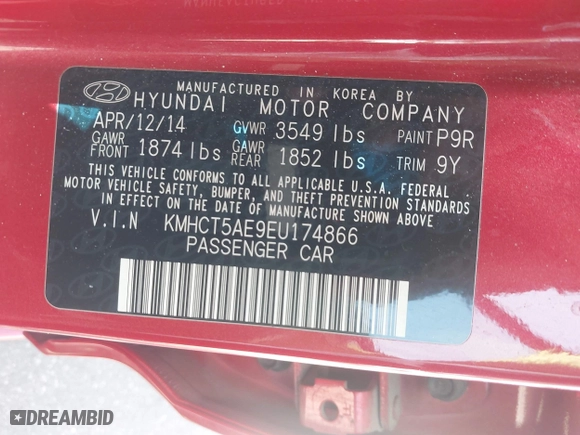 MANUFACTURED IN KOREA BY
HYUNDAI MOTOR COMPANY
APR/12/14 GVWR 3549 lbs PAINT P9R
GAWR FRONT 1874 lbs GAWR REAR 1852 lbs TRIM 9Y
THIS VEHICLE CONFORMS TO ALL APPLICABLE U.S.A. FEDERAL
MOTOR VEHICLE SAFETY, BUMPER, AND THEFT PREVENTION STANDARDS
IN EFFECT ON THE DATE OF MANUFACTURE SHOWN ABOVE
V.I.N KMHCT5AE9EU174866
PASSENGER CAR
DREAMBID